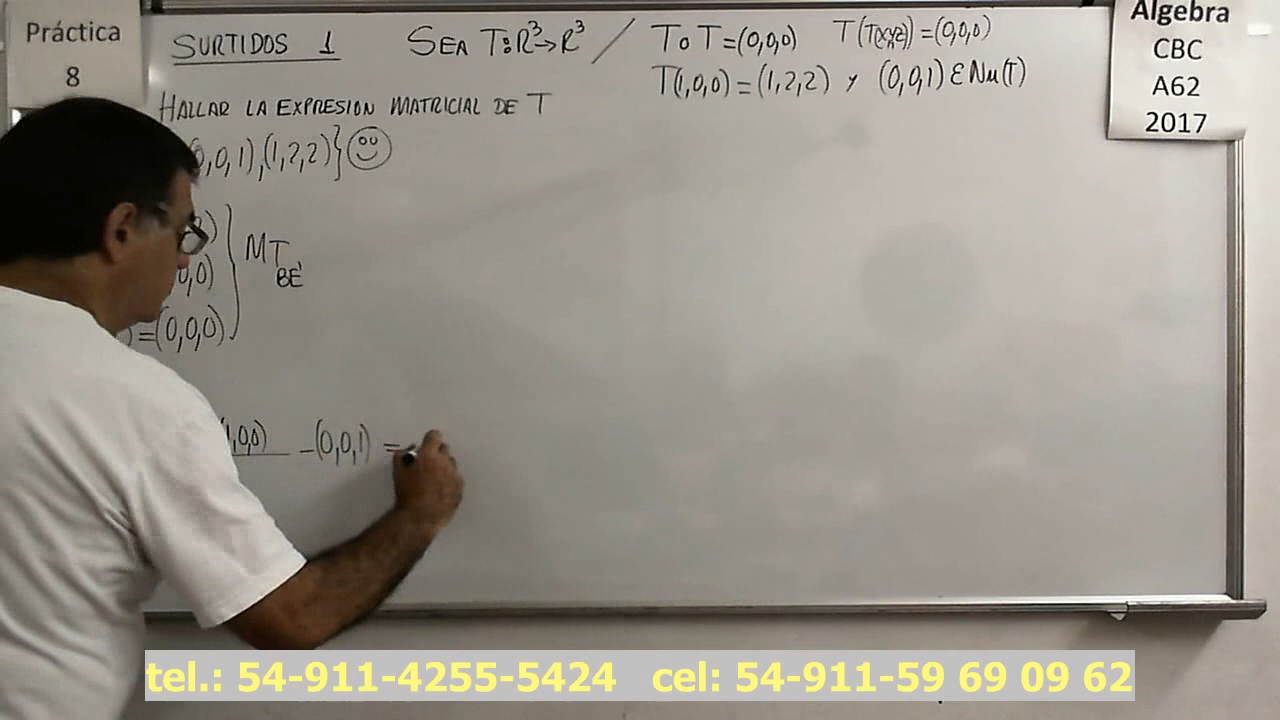 Práctica
8
SURTIDOS 1 SEA T:R³→R³ / T o T = (0,0,0) T(T(x,y,z)) = (0,0,0)
T(1,0,0) = (1,2,2) y (0,0,1) ε Nu(T)
HALLAR LA EXPRESION MATRICIAL DE T
0,0,1),(1,2,2)}
MT
BE'
0,0)
=(0,0,0)
1,0,0) -(0,0,1) =
Algebra
CBC
A62
2017
tel.: 54-911-4255-5424 cel: 54-911-59 69 09 62